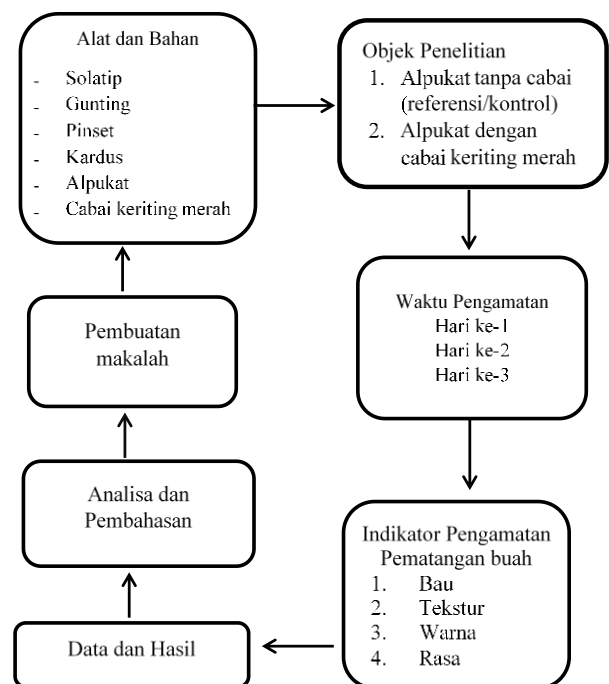 Alat dan Bahan
- Solatip
- Gunting
- Pinset
- Kardus
- Alpukat
- Cabai keriting merah
Objek Penelitian
1. Alpukat tanpa cabai
(referensi/kontrol)
2. Alpukat dengan
cabai keriting merah
Waktu Pengamatan
Hari ke-1
Hari ke-2
Hari ke-3
Indikator Pengamatan
Pematangan buah
1. Bau
2. Tekstur
3. Warna
4. Rasa
Data dan Hasil
Analisa dan
Pembahasan
Pembuatan
makalah